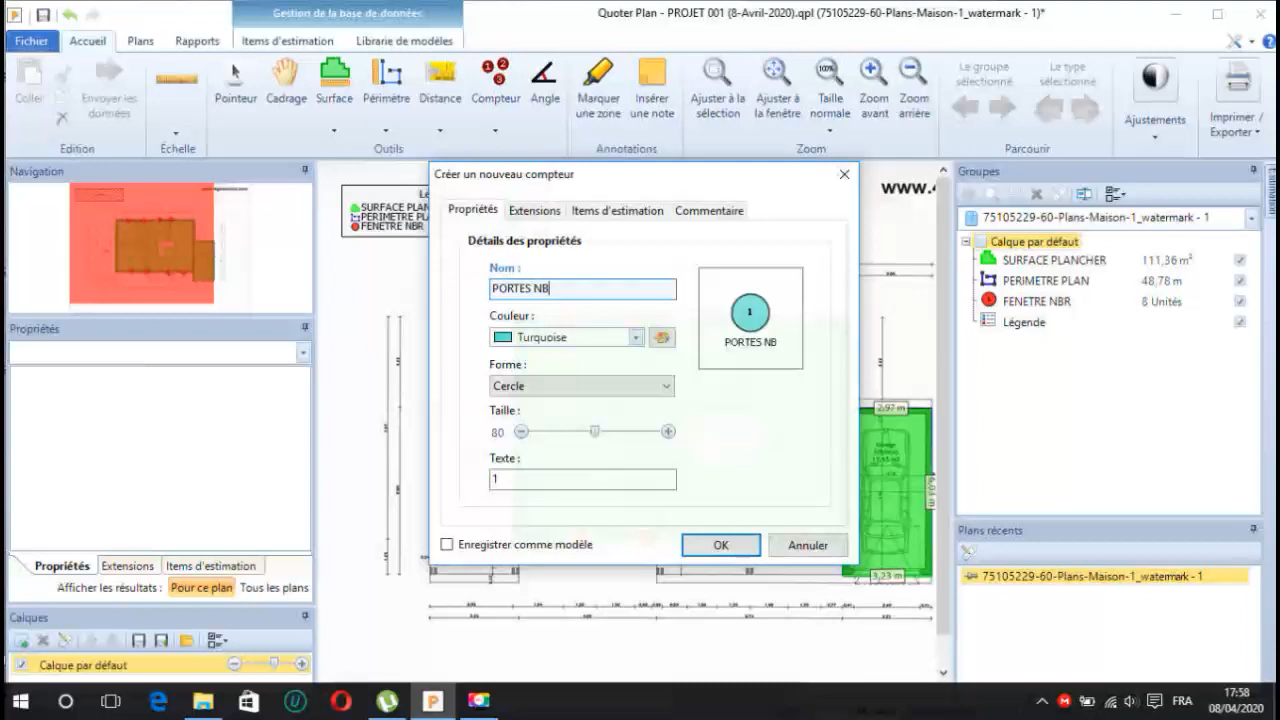 Gestion de la base de données
Quoter Plan - PROJET 001 (8-Avril-2020).qpl (75105229-60-Plans-Maison-1_watermark - 1)*
Fichier Accueil Plans Rapports Items d'estimation Librairie de modèles
Coller
Envoyer les données
Pointeur
Cadrage
Surface
Périmètre
Distance
Compteur
Angle
Marquer une zone
Insérer une note
Ajuster à la sélection
Ajuster à la fenêtre
100%
Taille normale
Zoom avant
Zoom arrière
Le groupe sélectionné
Le type sélectionné
Ajustements
Imprimer / Exporter
Edition Échelle Outils Annotations Zoom Parcourir
Navigation
Propriétés
Propriétés Extensions Items d'estimation
Afficher les résultats : Pour ce plan Tous les plans
Calques
Calque par défaut
SURFACE PLAN
PERIMETRE PLA
FENETRE NBR
www.
Créer un nouveau compteur
Propriétés Extensions Items d'estimation Commentaire
Détails des propriétés
Nom :
PORTES NB
Couleur :
Turquoise
Forme :
Cercle
Taille :
80
Texte :
1
1
PORTES NB
Enregistrer comme modèle
OK Annuler
2,97 m
3,23 m
Groupes
75105229-60-Plans-Maison-1_watermark - 1
Calque par défaut
SURFACE PLANCHER 111,36 m²
PERIMETRE PLAN 48,78 m
FENETRE NBR 8 Unités
Légende
Plans récents
75105229-60-Plans-Maison-1_watermark - 1
FRA
17:58
08/04/2020